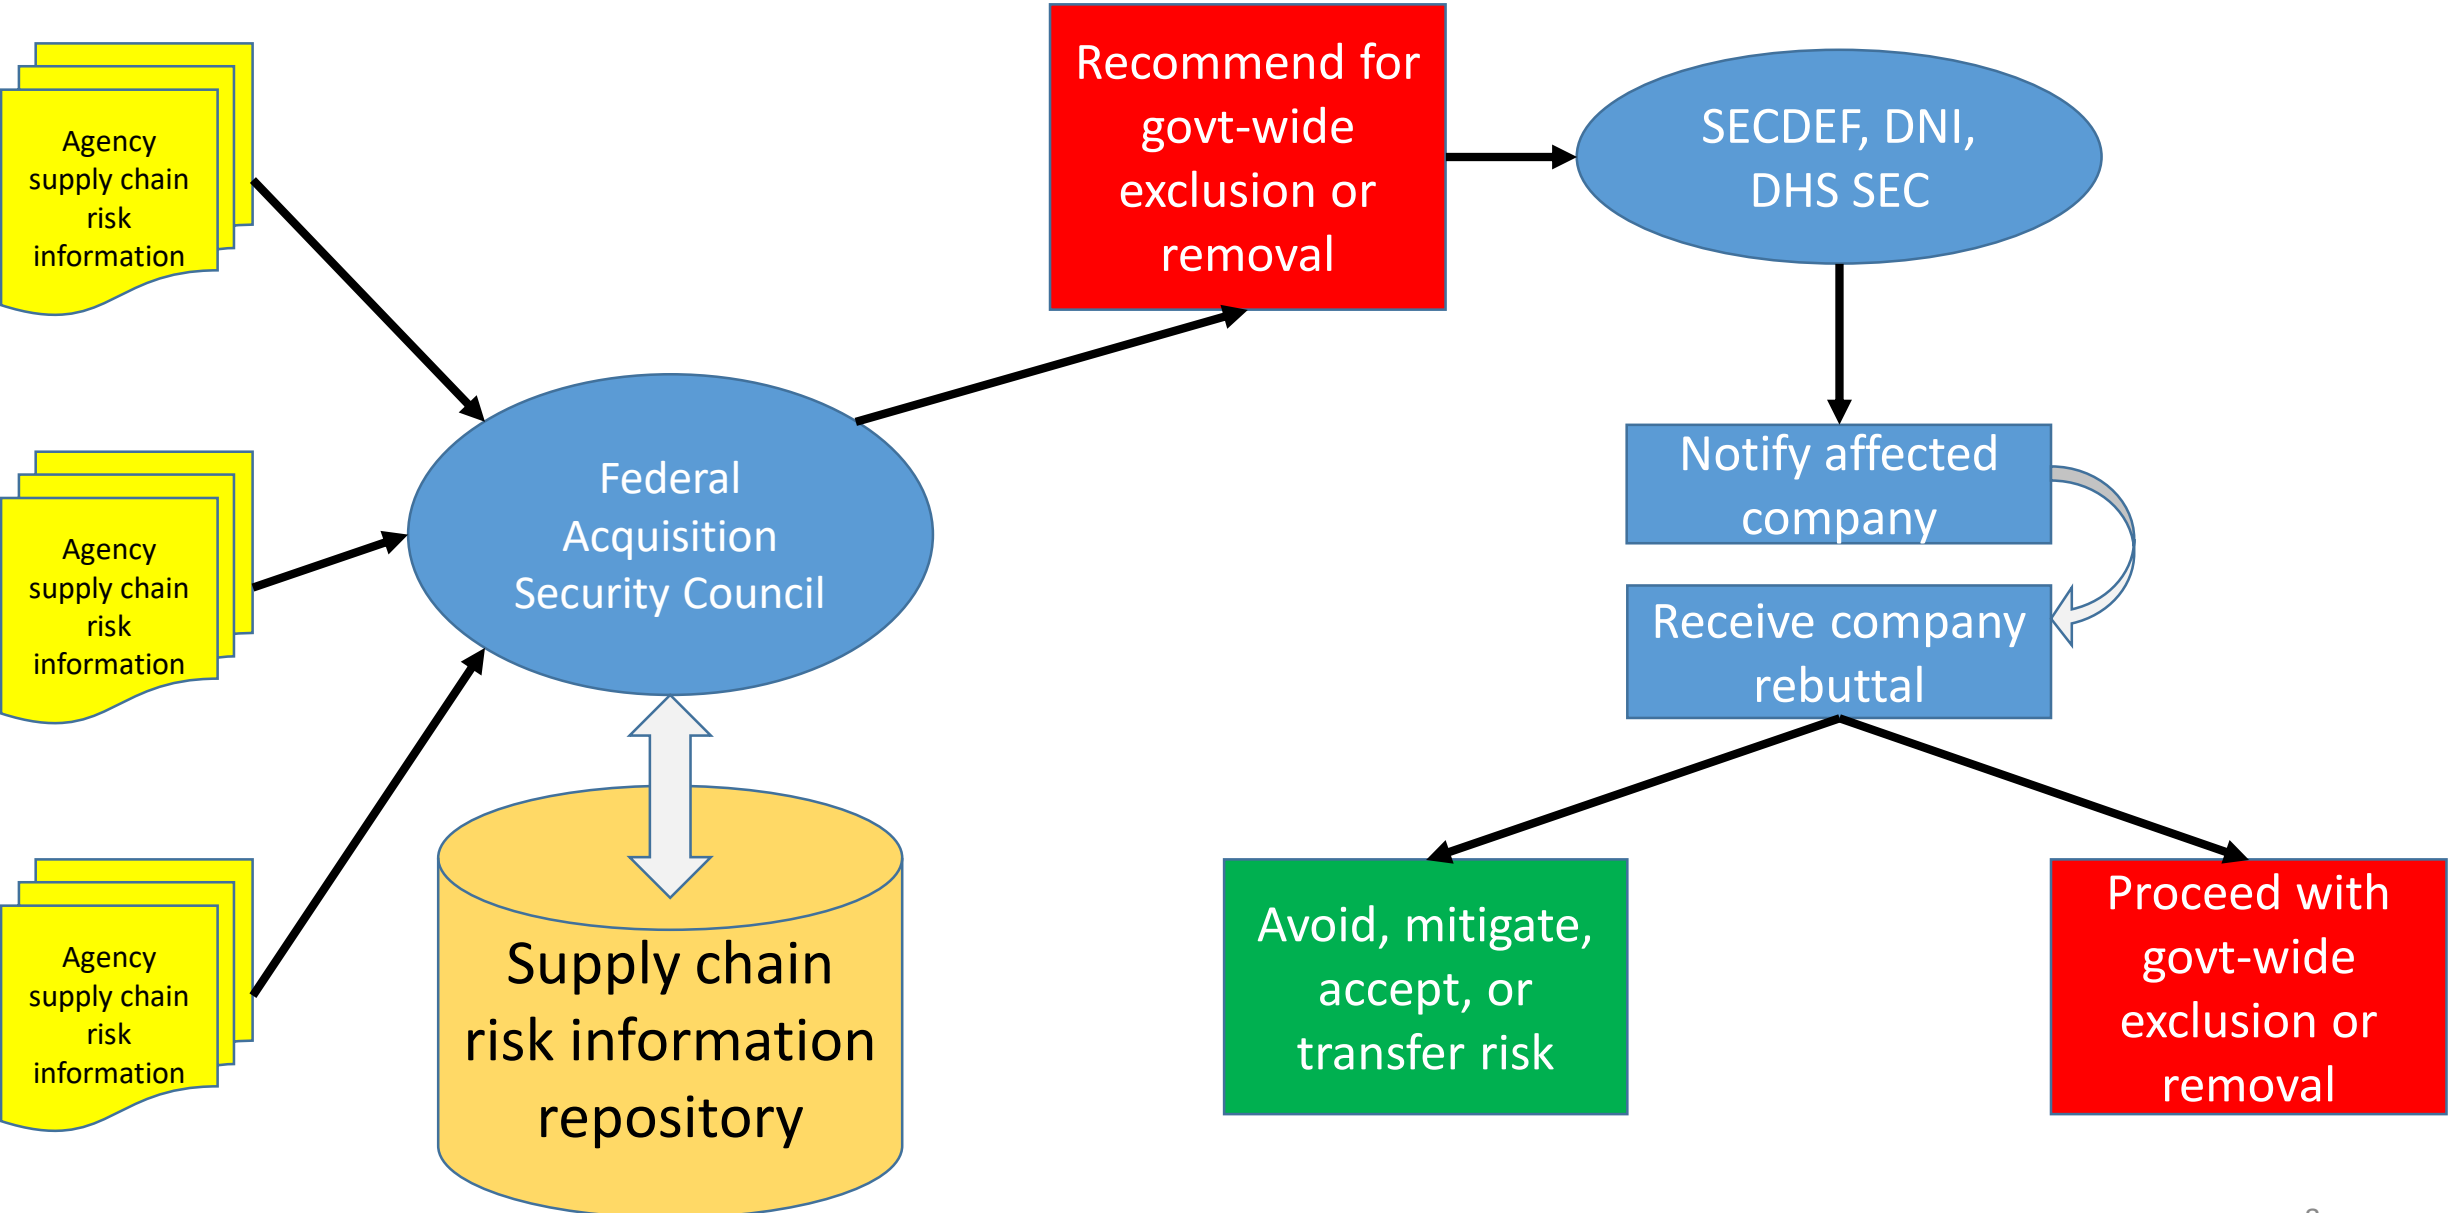 Agency
supply chain
risk
information
Agency
supply chain
risk
information
Agency
supply chain
risk
information
Federal
Acquisition
Security Council
Supply chain
risk information
repository
Recommend for
govt-wide
exclusion or
removal
SECDEF, DNI,
DHS SEC
Notify affected
company
Receive company
rebuttal
Avoid, mitigate,
accept, or
transfer risk
Proceed with
govt-wide
exclusion or
removal